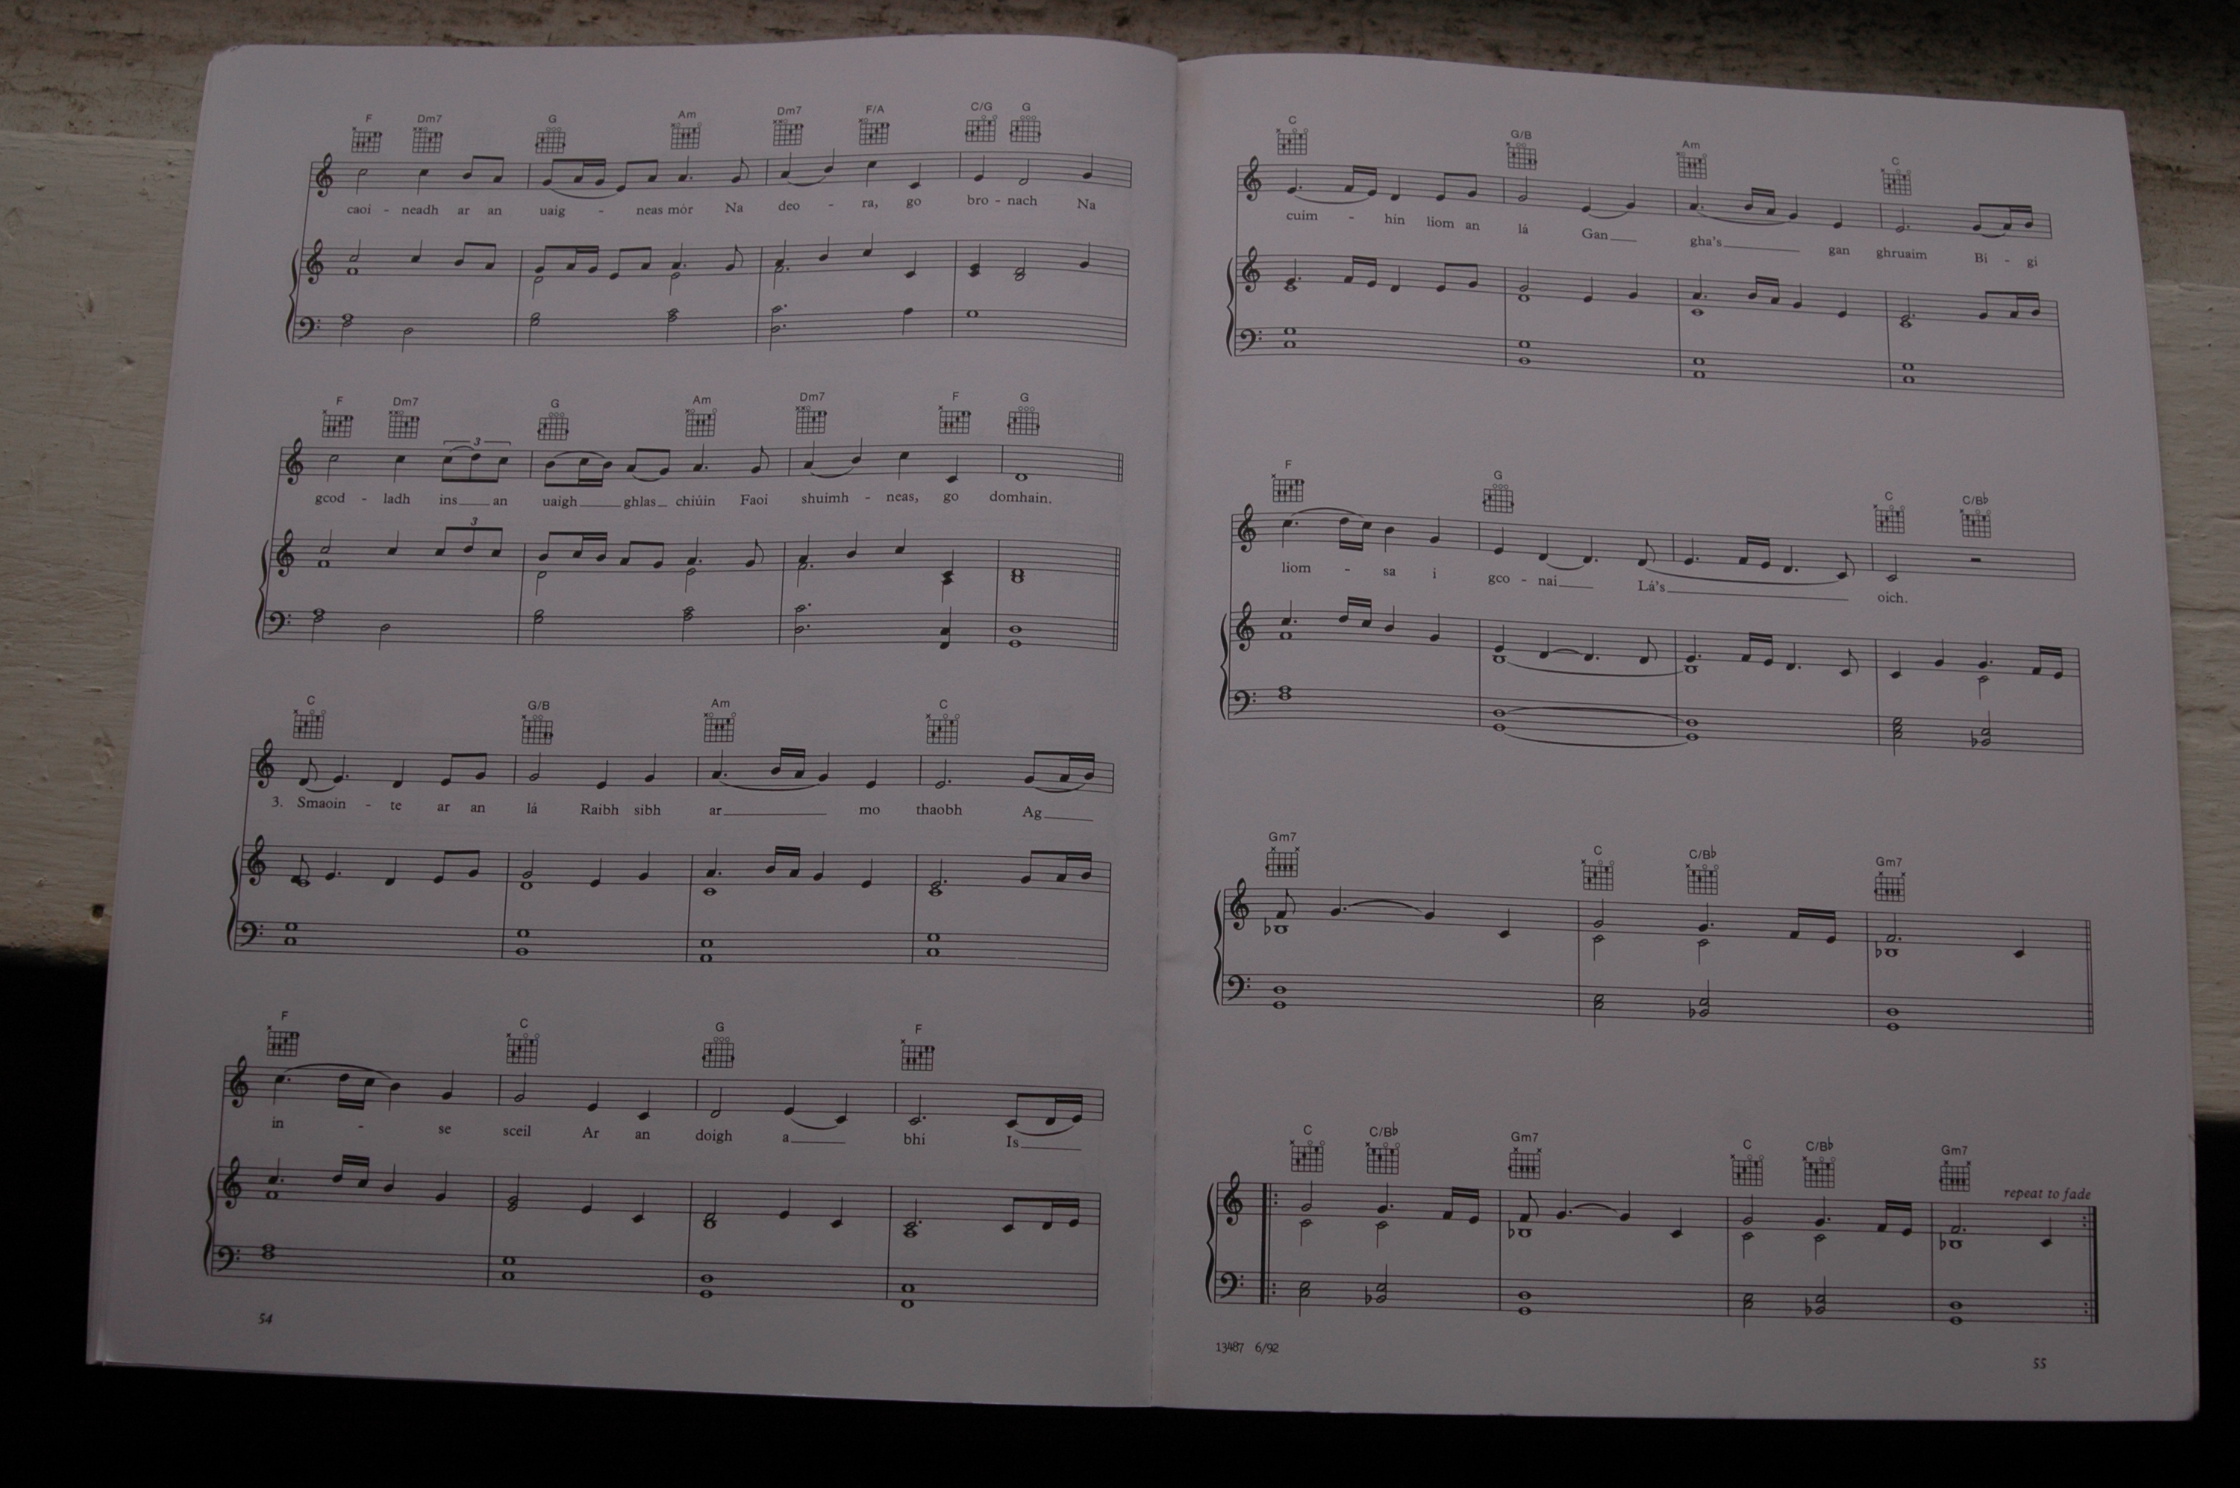 F Dm7 G Am Dm7 F/A C/G G
caoi - neadh ar an uaig - neas mór Na deo - ra, go bro - nach Na
F Dm7 G Am Dm7 F G
3
gcod - ladh ins an uaigh ghlas chiúin Faoi shuimh - neas, go domhain.
3
C G/B Am C
3. Smaoin - te ar an lá Raibh sibh ar mo thaobh Ag
F C G F
in - se sceil Ar an doigh a bhi Is
54
C G/B Am C
cuim - hin liom an lá Gan gha's gan ghruaim Bi - gi
F G C C/B♭
liom - sa i gco - nai Lá's oich.
Gm7 C C/B♭ Gm7
C C/B♭ Gm7 C C/B♭ Gm7
repeat to fade
13487 6/92
55